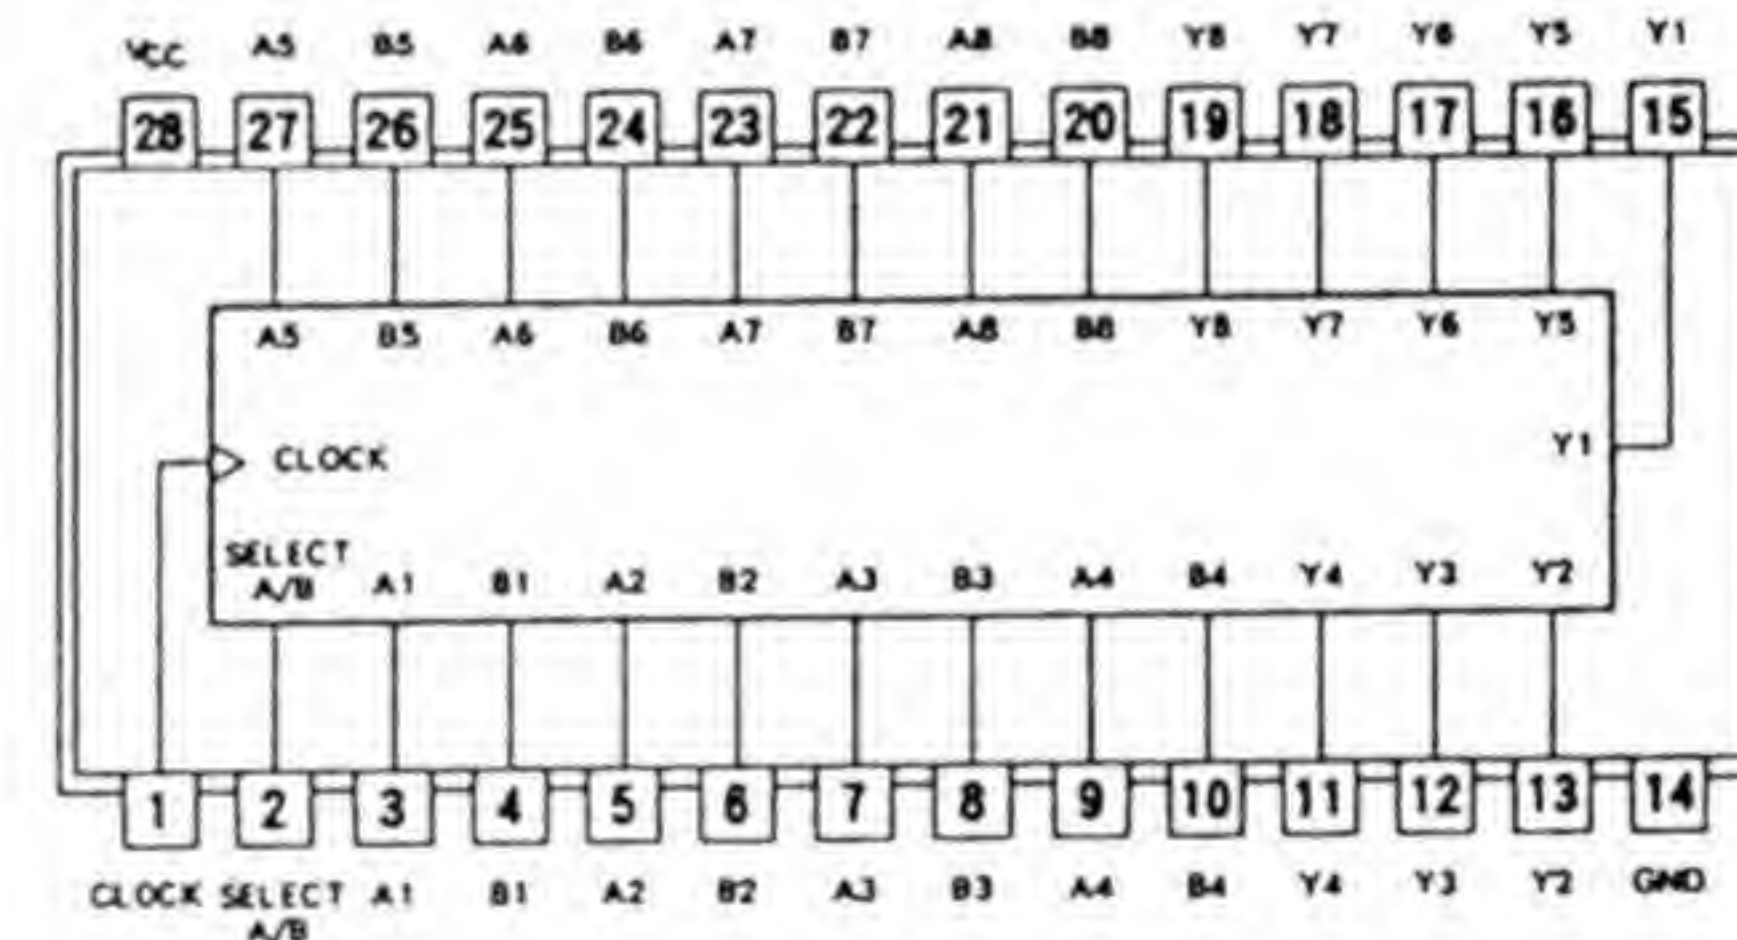 VCC A5 B5 A6 B6 A7 B7 A8 B8 Y8 Y7 Y6 Y5 Y1
28 27 26 25 24 23 22 21 20 19 18 17 16 15
A5 B5 A6 B6 A7 B7 A8 B8 Y8 Y7 Y6 Y5
CLOCK
Y1
SELECT
A/B A1 B1 A2 B2 A3 B3 A4 B4 Y4 Y3 Y2
1 2 3 4 5 6 7 8 9 10 11 12 13 14
CLOCK SELECT A1 B1 A2 B2 A3 B3 A4 B4 Y4 Y3 Y2 GND
A/B